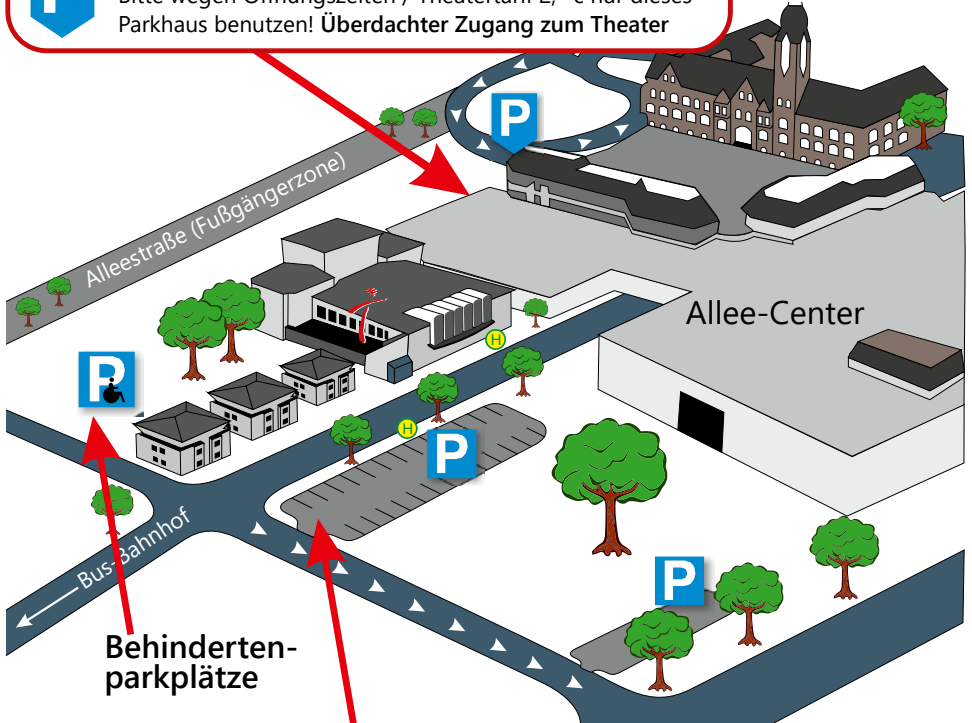 Parkhaus benutzen! Überdachter Zugang zum Theater
P
Alleestraße (Fußgängerzone)
Allee-Center
P
H
H
P
Bus-Bahnhof
P
Behinderten-
parkplätze